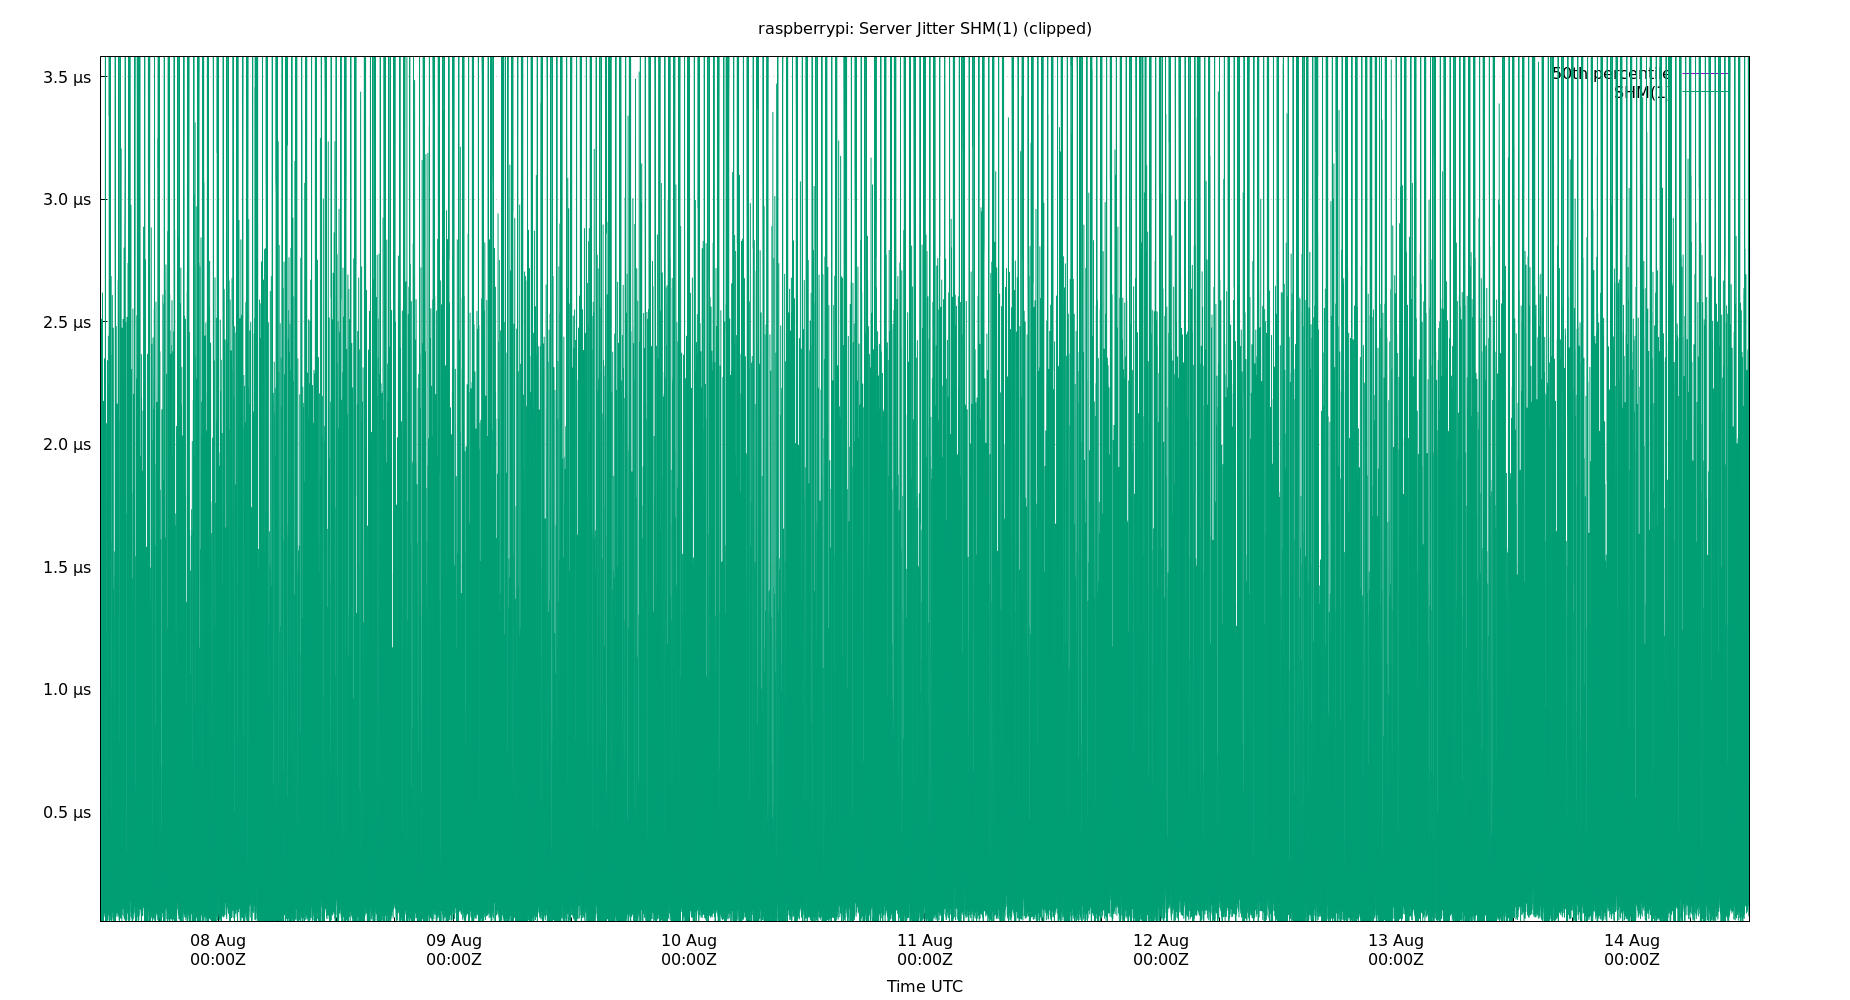 raspberrypi: Server Jitter SHM(1) (clipped)
3.5 µs
50th percentile
SHM(1)
3.0 µs
2.5 µs
2.0 µs
1.5 µs
1.0 µs
0.5 µs
08 Aug 09 Aug 10 Aug 11 Aug 12 Aug 13 Aug 14 Aug
00:00Z 00:00Z 00:00Z 00:00Z 00:00Z 00:00Z 00:00Z
Time UTC